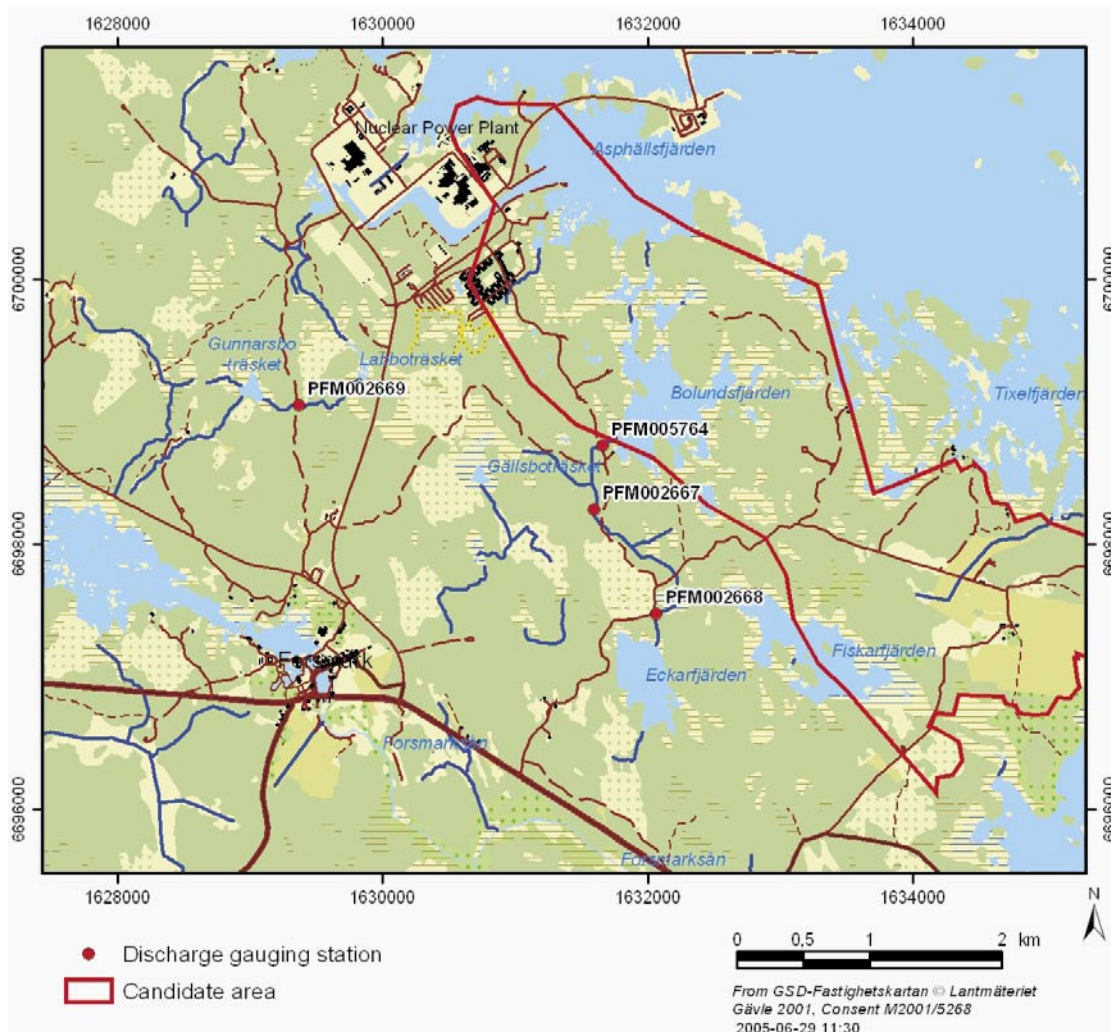 1628000
1630000
1632000
1634000
Nuclear Power Plant
Asphällsfjärden
6700000
6700000
Gunnarsbo
-träsket
Labboträsket
PFM002669
Bolundsfjärden
Tixelfjärden
PFM005764
Gällsboträsket
PFM002667
6698000
6698000
PFM002668
Forsmark
Eckarfjärden
Fiskarfjärden
Forsmarksån
6696000
6696000
Forsmarksån
1628000
1630000
1632000
1634000
N
Discharge gauging station
Candidate area
0 0,5 1 2 km
From GSD-Fastighetskartan © Lantmäteriet
Gävle 2001, Consent M2001/5268
2005-06-29 11:30